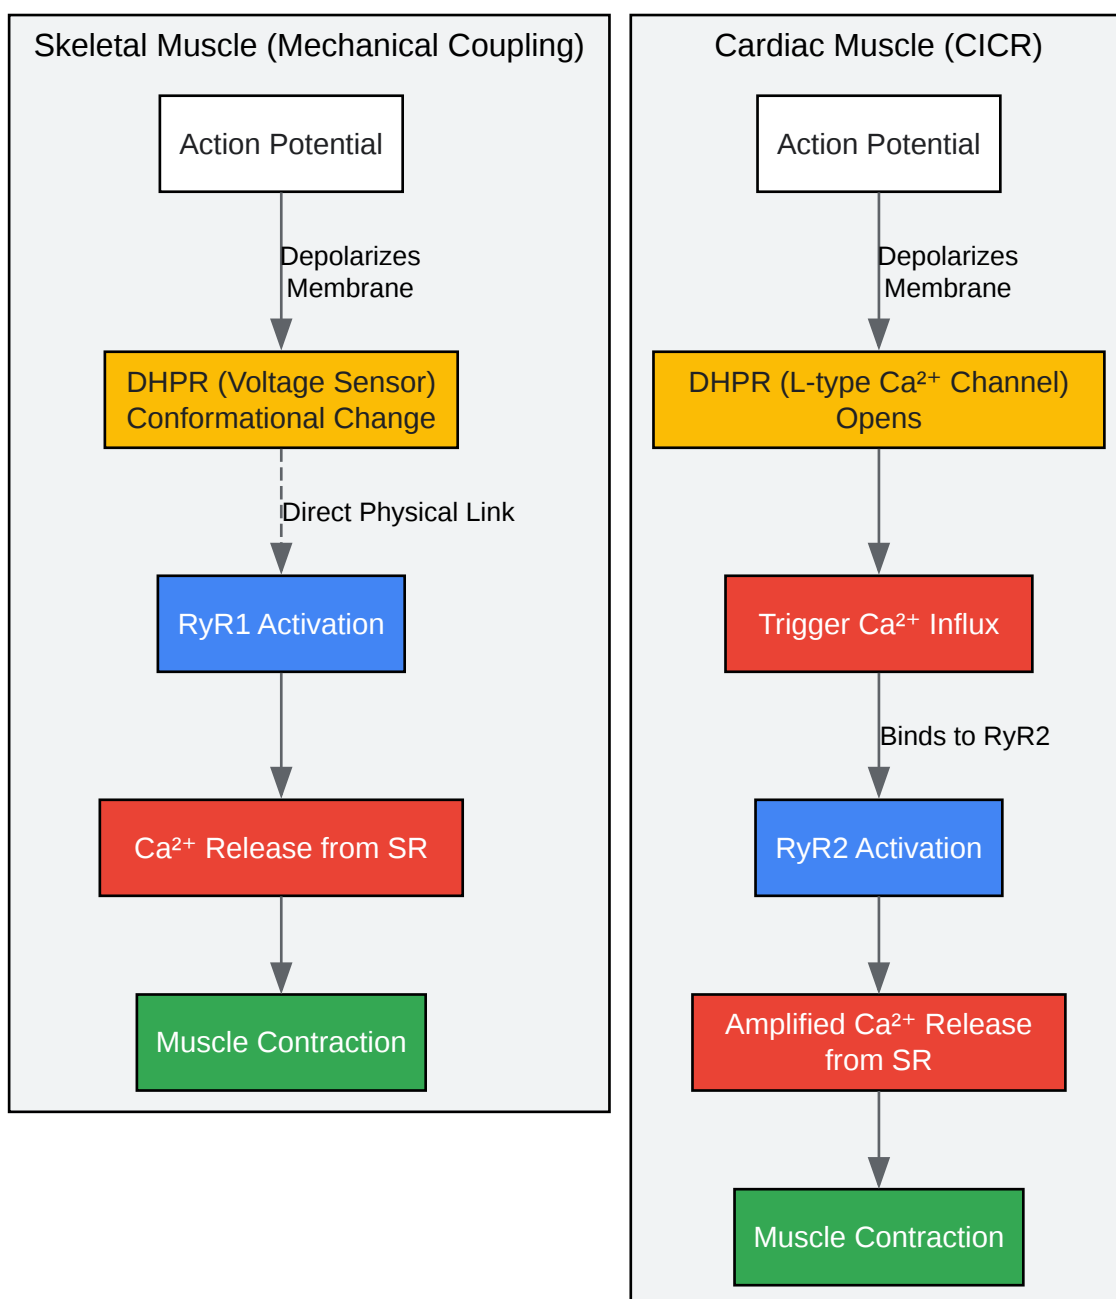 Skeletal Muscle (Mechanical Coupling)
Action Potential
Depolarizes
Membrane
DHPR (Voltage Sensor)
Conformational Change
Direct Physical Link
RyR1 Activation
Ca²⁺ Release from SR
Muscle Contraction
Cardiac Muscle (CICR)
Action Potential
Depolarizes
Membrane
DHPR (L-type Ca²⁺ Channel)
Opens
Trigger Ca²⁺ Influx
Binds to RyR2
RyR2 Activation
Amplified Ca²⁺ Release
from SR
Muscle Contraction